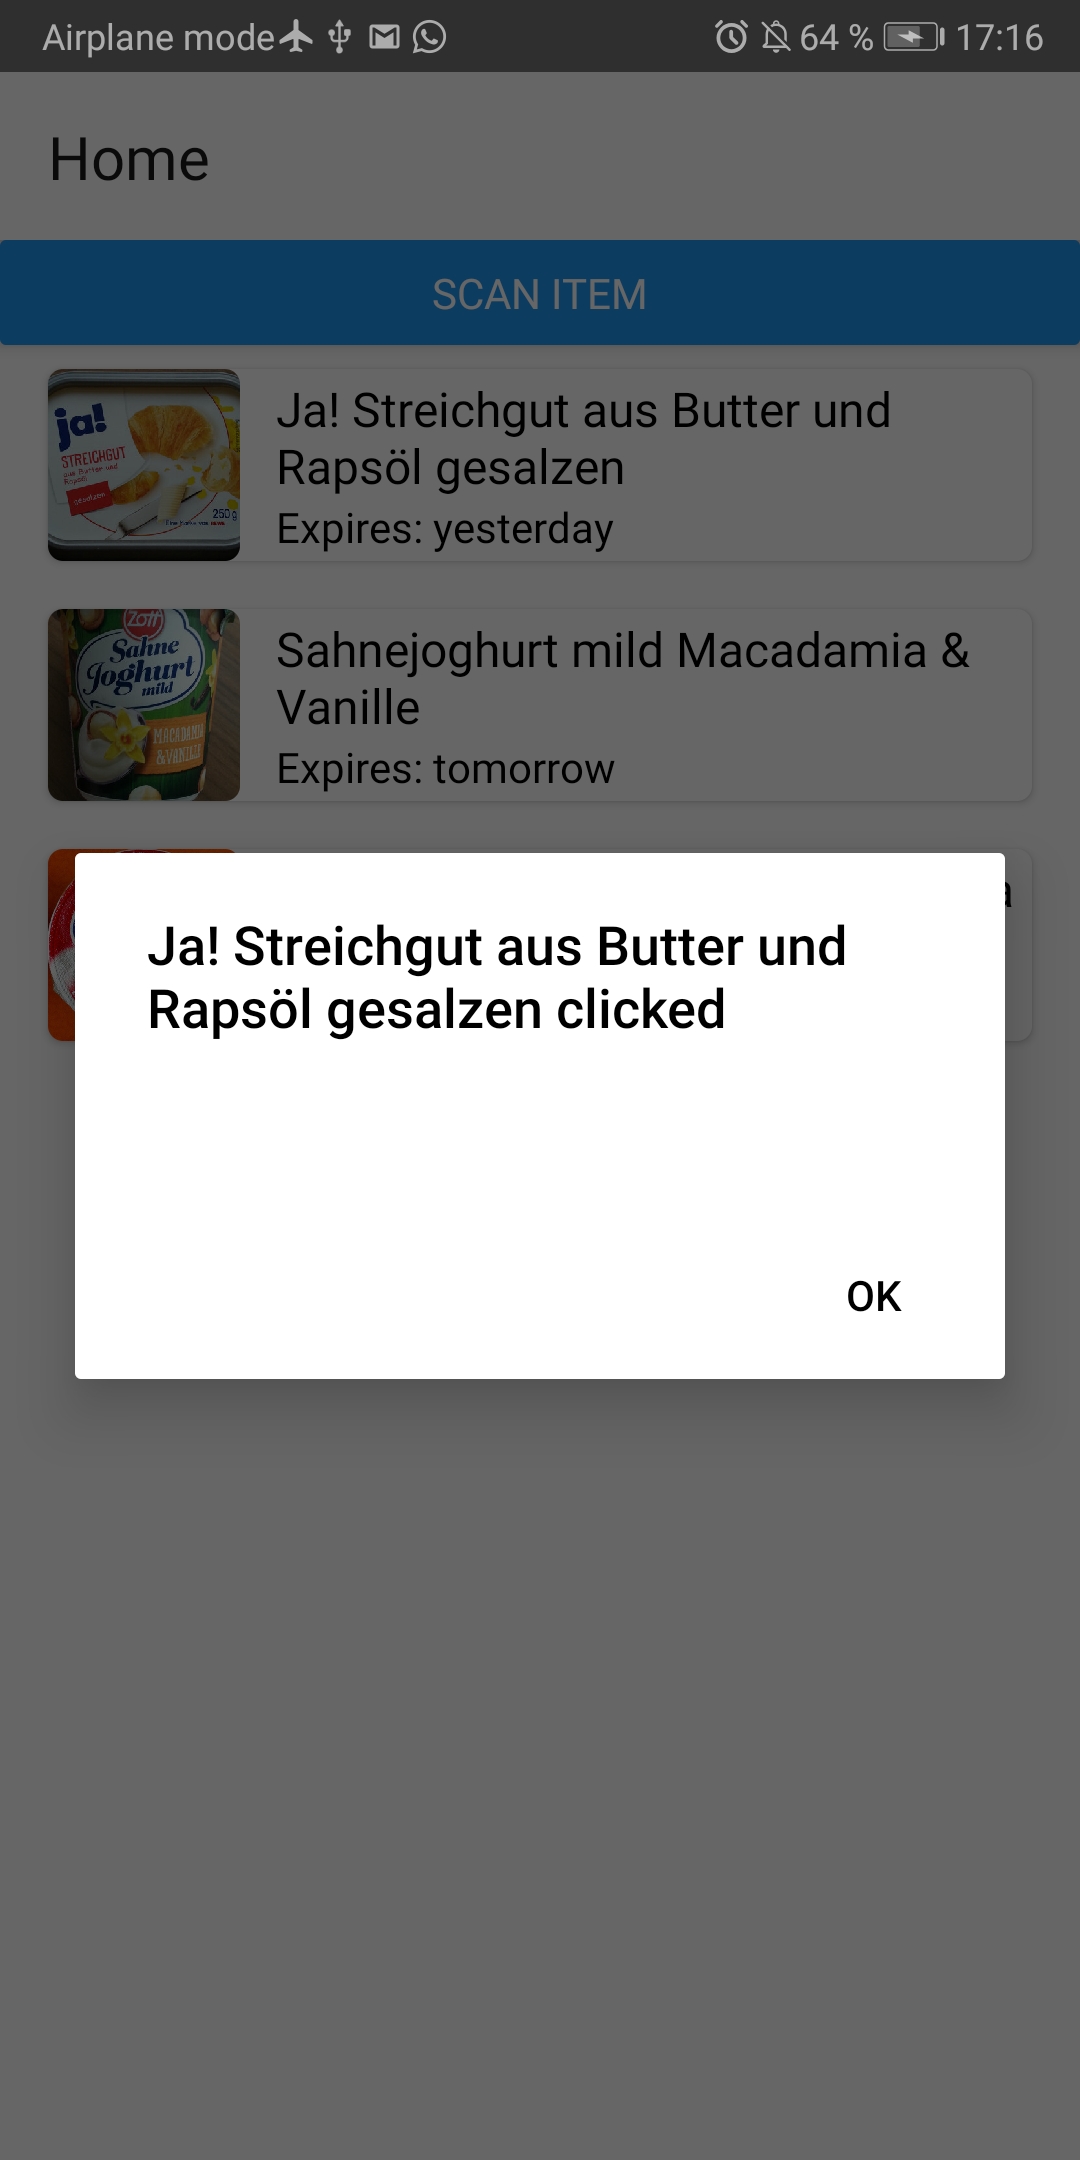 Airplane mode 64 % 17:16
Home
SCAN ITEM
ja!
STREICHGUT
aus Butter und
Rapsöl
gesalzen
250 g
Ja! Streichgut aus Butter und
Rapsöl gesalzen
Expires: yesterday
Zott
Sahne
Joghurt
mild
MACADAMIA
& VANILLE
Sahnejoghurt mild Macadamia &
Vanille
Expires: tomorrow
Ja! Streichgut aus Butter und
Rapsöl gesalzen clicked
OK